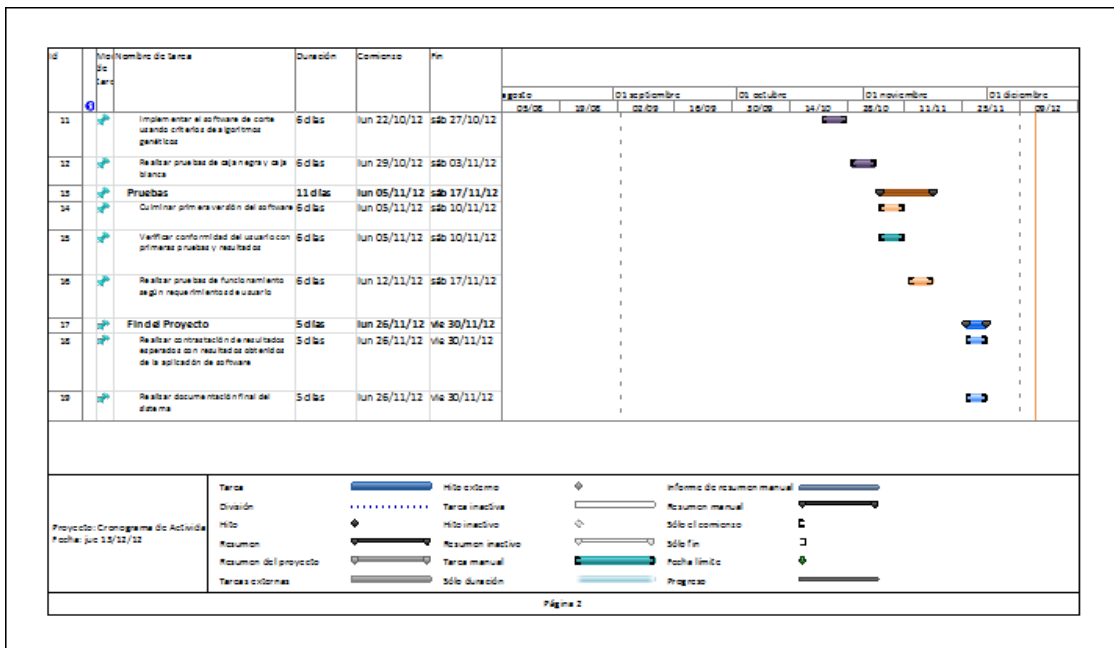 Id
Modo de tarea
Nombre de tarea
Duración
Comienzo
Fin
agosto
01 septiembre
01 octubre
01 noviembre
01 diciembre
05/08
19/08
02/09
16/09
30/09
14/10
28/10
11/11
25/11
09/12
11
Implementar el software de corte
usando criterios de algoritmos
genéticos
6 días
lun 22/10/12
sáb 27/10/12
12
Realizar pruebas de caja negra y caja
blanca
6 días
lun 29/10/12
sáb 03/11/12
13
Pruebas
11 días
lun 05/11/12
sáb 17/11/12
14
Culminar primera versión del software
6 días
lun 05/11/12
sáb 10/11/12
15
Verificar conformidad del usuario con
primeras pruebas y resultados
6 días
lun 05/11/12
sáb 10/11/12
16
Realizar pruebas de funcionamiento
según requerimientos de usuario
6 días
lun 12/11/12
sáb 17/11/12
17
Fin del Proyecto
5 días
lun 26/11/12
vie 30/11/12
18
Realizar contrastación de resultados
esperados con resultados obtenidos
de la aplicación de software
5 días
lun 26/11/12
vie 30/11/12
19
Realizar documentación final del
sistema
5 días
lun 26/11/12
vie 30/11/12
Proyecto: Cronograma de Activida
Fecha: jue 13/12/12
Tarea
División
Hito
Resumen
Resumen del proyecto
Tareas externas
Hito externo
Tarea inactiva
Hito inactivo
Resumen inactivo
Tarea manual
Sólo duración
Informe de resumen manual
Resumen manual
Sólo el comienzo
Sólo fin
Fecha límite
Progreso
Página 2